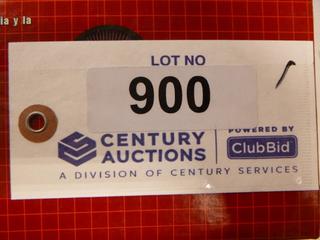 ia y la
LOT NO
900
CENTURY
AUCTIONS
POWERED BY
ClubBid
A DIVISION OF CENTURY SERVICES